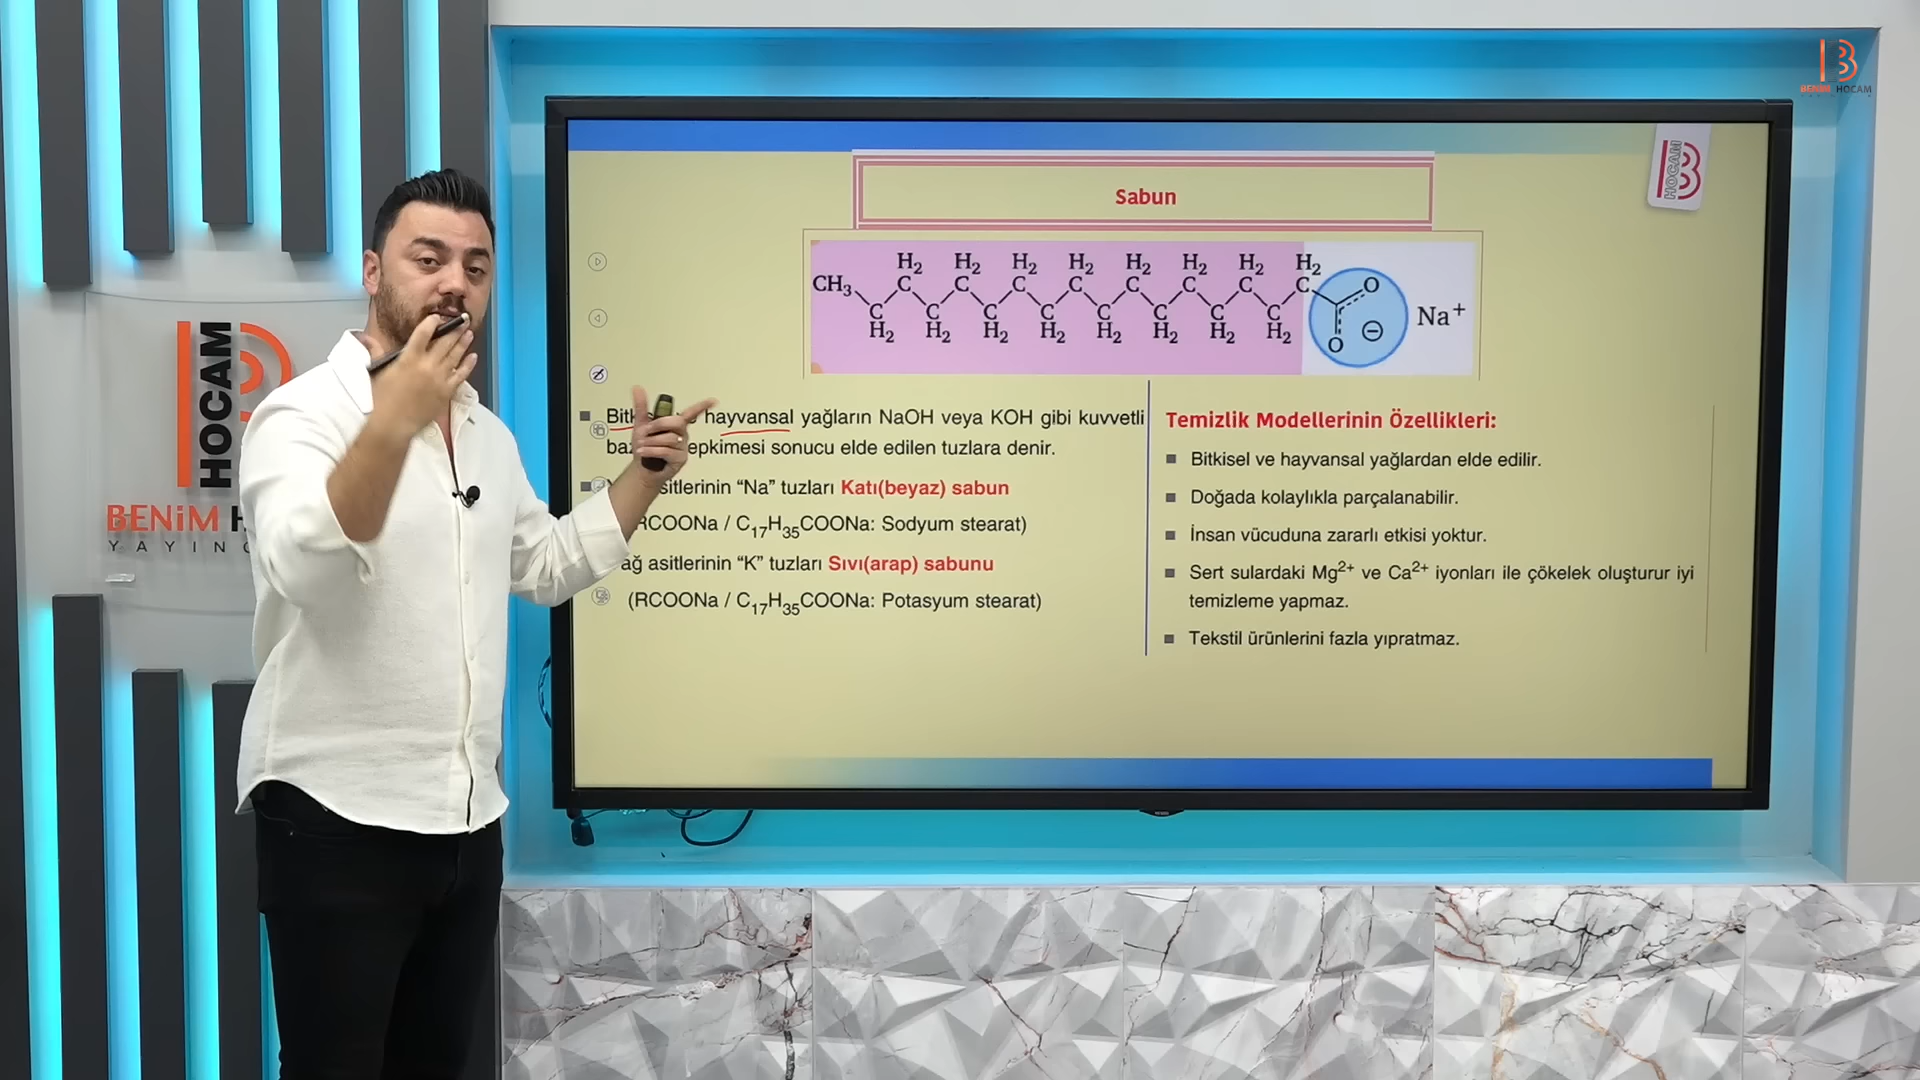 BENİM HOCAM
HOCAM
BENiM
YAYINC
HOCAM
Sabun
H₂ H₂ H₂ H₂ H₂ H₂ H₂ H₂
CH₃ C C C C C C C C O
C C C C C C C C Na⁺
H₂ H₂ H₂ H₂ H₂ H₂ H₂ H₂ O ⊖
hayvansal yağların NaOH veya KOH gibi kuvvetli
epkimesi sonucu elde edilen tuzlara denir.
sitlerinin “Na” tuzları Katı(beyaz) sabun
RCOONa / C₁₇H₃₅COONa: Sodyum stearat)
ağ asitlerinin “K” tuzları Sıvı(arap) sabunu
(RCOONa / C₁₇H₃₅COONa: Potasyum stearat)
Temizlik Modellerinin Özellikleri:
Bitkisel ve hayvansal yağlardan elde edilir.
Doğada kolaylıkla parçalanabilir.
İnsan vücuduna zararlı etkisi yoktur.
Sert sulardaki Mg²⁺ ve Ca²⁺ iyonları ile çökelek oluşturur iyi
temizleme yapmaz.
Tekstil ürünlerini fazla yıpratmaz.